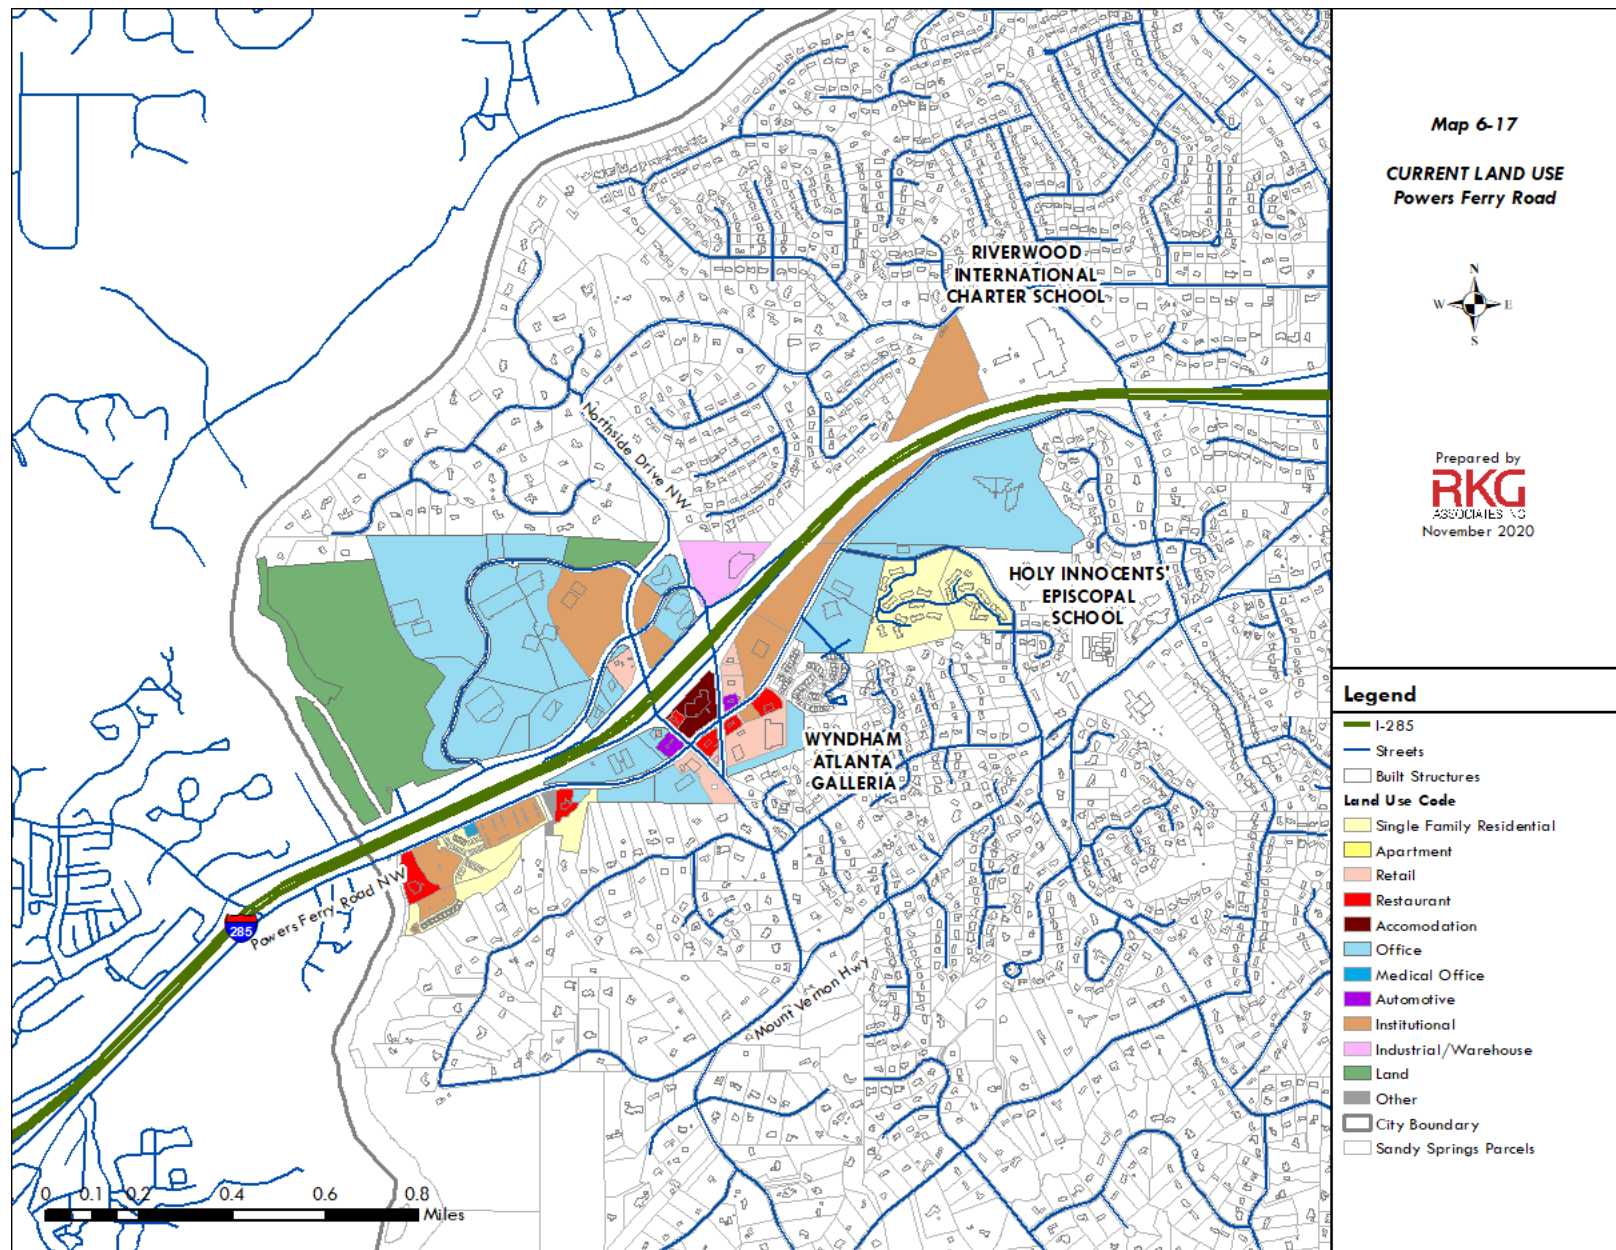 Map 6-17
CURRENT LAND USE
Powers Ferry Road
N
W E
S
Prepared by
RKG
ASSOCIATES INC
November 2020
Legend
I-285
Streets
Built Structures
Land Use Code
Single Family Residential
Apartment
Retail
Restaurant
Accomodation
Office
Medical Office
Automotive
Institutional
Industrial/Warehouse
Land
Other
City Boundary
Sandy Springs Parcels
RIVERWOOD
INTERNATIONAL
CHARTER SCHOOL
Northside Drive NW
HOLY INNOCENTS'
EPISCOPAL
SCHOOL
WYNDHAM
ATLANTA
GALLERIA
Powers Ferry Road NW
285
Mount Vernon Hwy
0 0.1 0.2 0.4 0.6 0.8
Miles